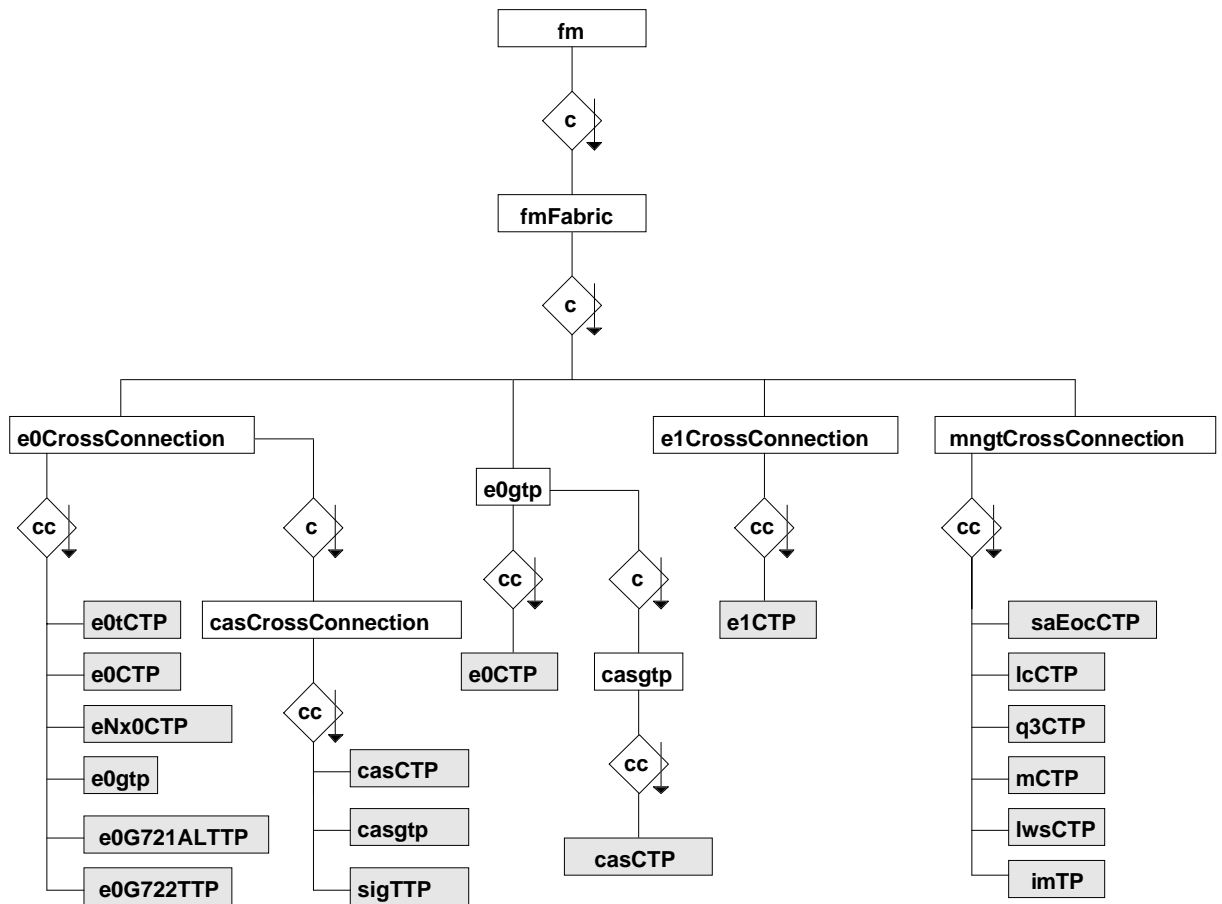 fm
c
fmFabric
c
e0CrossConnection
e1CrossConnection
mngtCrossConnection
e0gtp
cc
c
cc
cc
cc
c
e0tCTP
casCrossConnection
e1CTP
saEocCTP
e0CTP
e0CTP
casgtp
lcCTP
eNx0CTP
cc
q3CTP
e0gtp
casCTP
cc
mCTP
e0G721ALTTP
casgtp
casCTP
lwsCTP
e0G722TTP
sigTTP
imTP